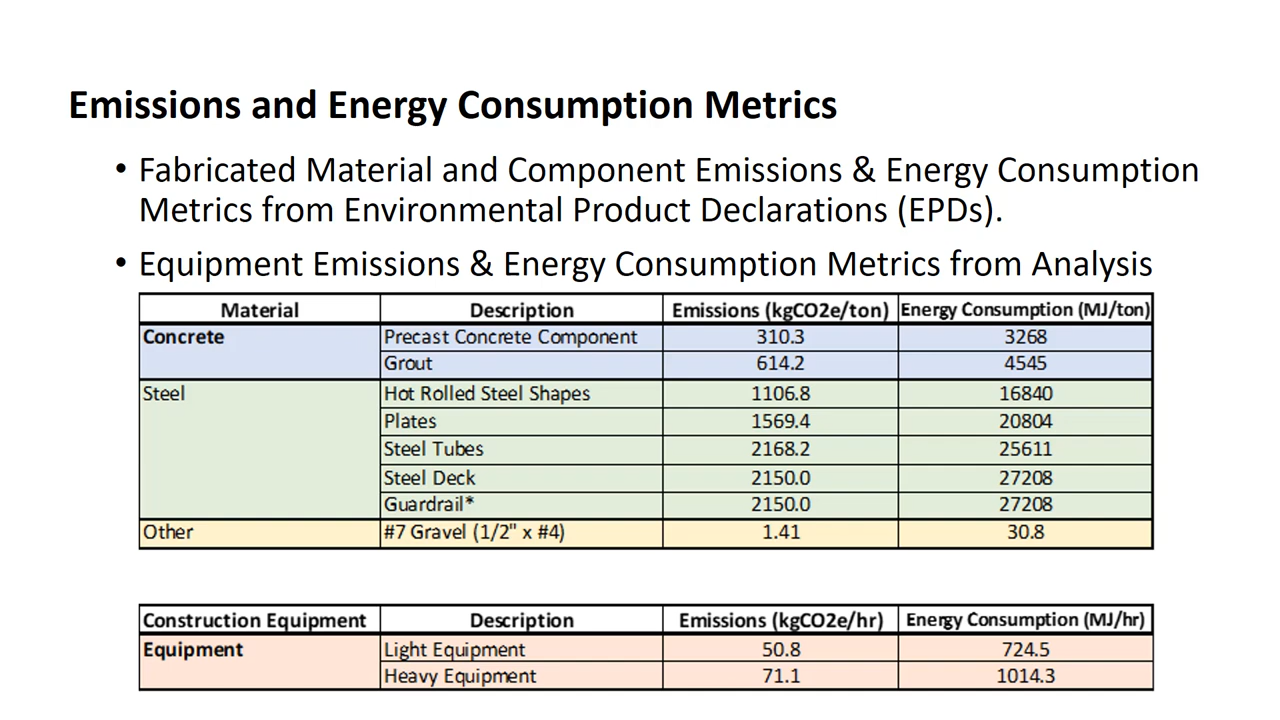 Emissions and Energy Consumption Metrics
• Fabricated Material and Component Emissions & Energy Consumption
Metrics from Environmental Product Declarations (EPDs).
• Equipment Emissions & Energy Consumption Metrics from Analysis
Material Description Emissions (kgCO2e/ton) Energy Consumption (MJ/ton)
Concrete Precast Concrete Component 310.3 3268
Grout 614.2 4545
Steel Hot Rolled Steel Shapes 1106.8 16840
Plates 1569.4 20804
Steel Tubes 2168.2 25611
Steel Deck 2150.0 27208
Guardrail* 2150.0 27208
Other #7 Gravel (1/2" x #4) 1.41 30.8
Construction Equipment Description Emissions (kgCO2e/hr) Energy Consumption (MJ/hr)
Equipment Light Equipment 50.8 724.5
Heavy Equipment 71.1 1014.3